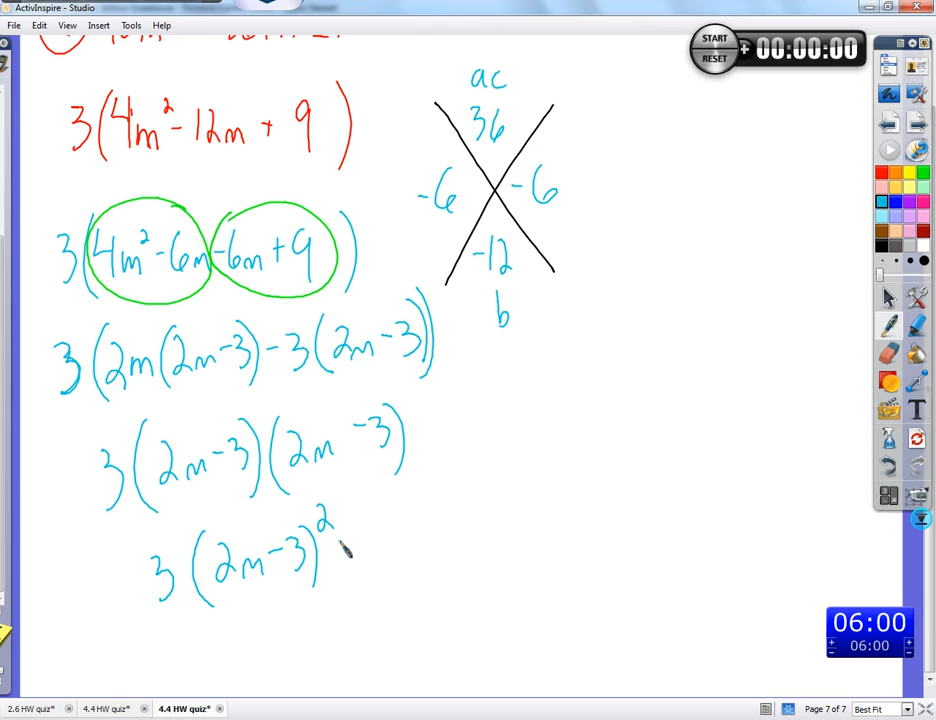 ActivInspire - Studio
File Edit View Insert Tools Help
START
RESET
00:00:00
3(4m² - 12m + 9)
ac
36
-6 -6
-12
b
3(4m² - 6m - 6m + 9)
3(2m(2m - 3) - 3(2m - 3))
3(2m - 3)(2m - 3)
3(2m - 3)²
06:00
06:00
2.6 HW quiz* 4.4 HW quiz* 4.4 HW quiz* Page 7 of 7 Best Fit